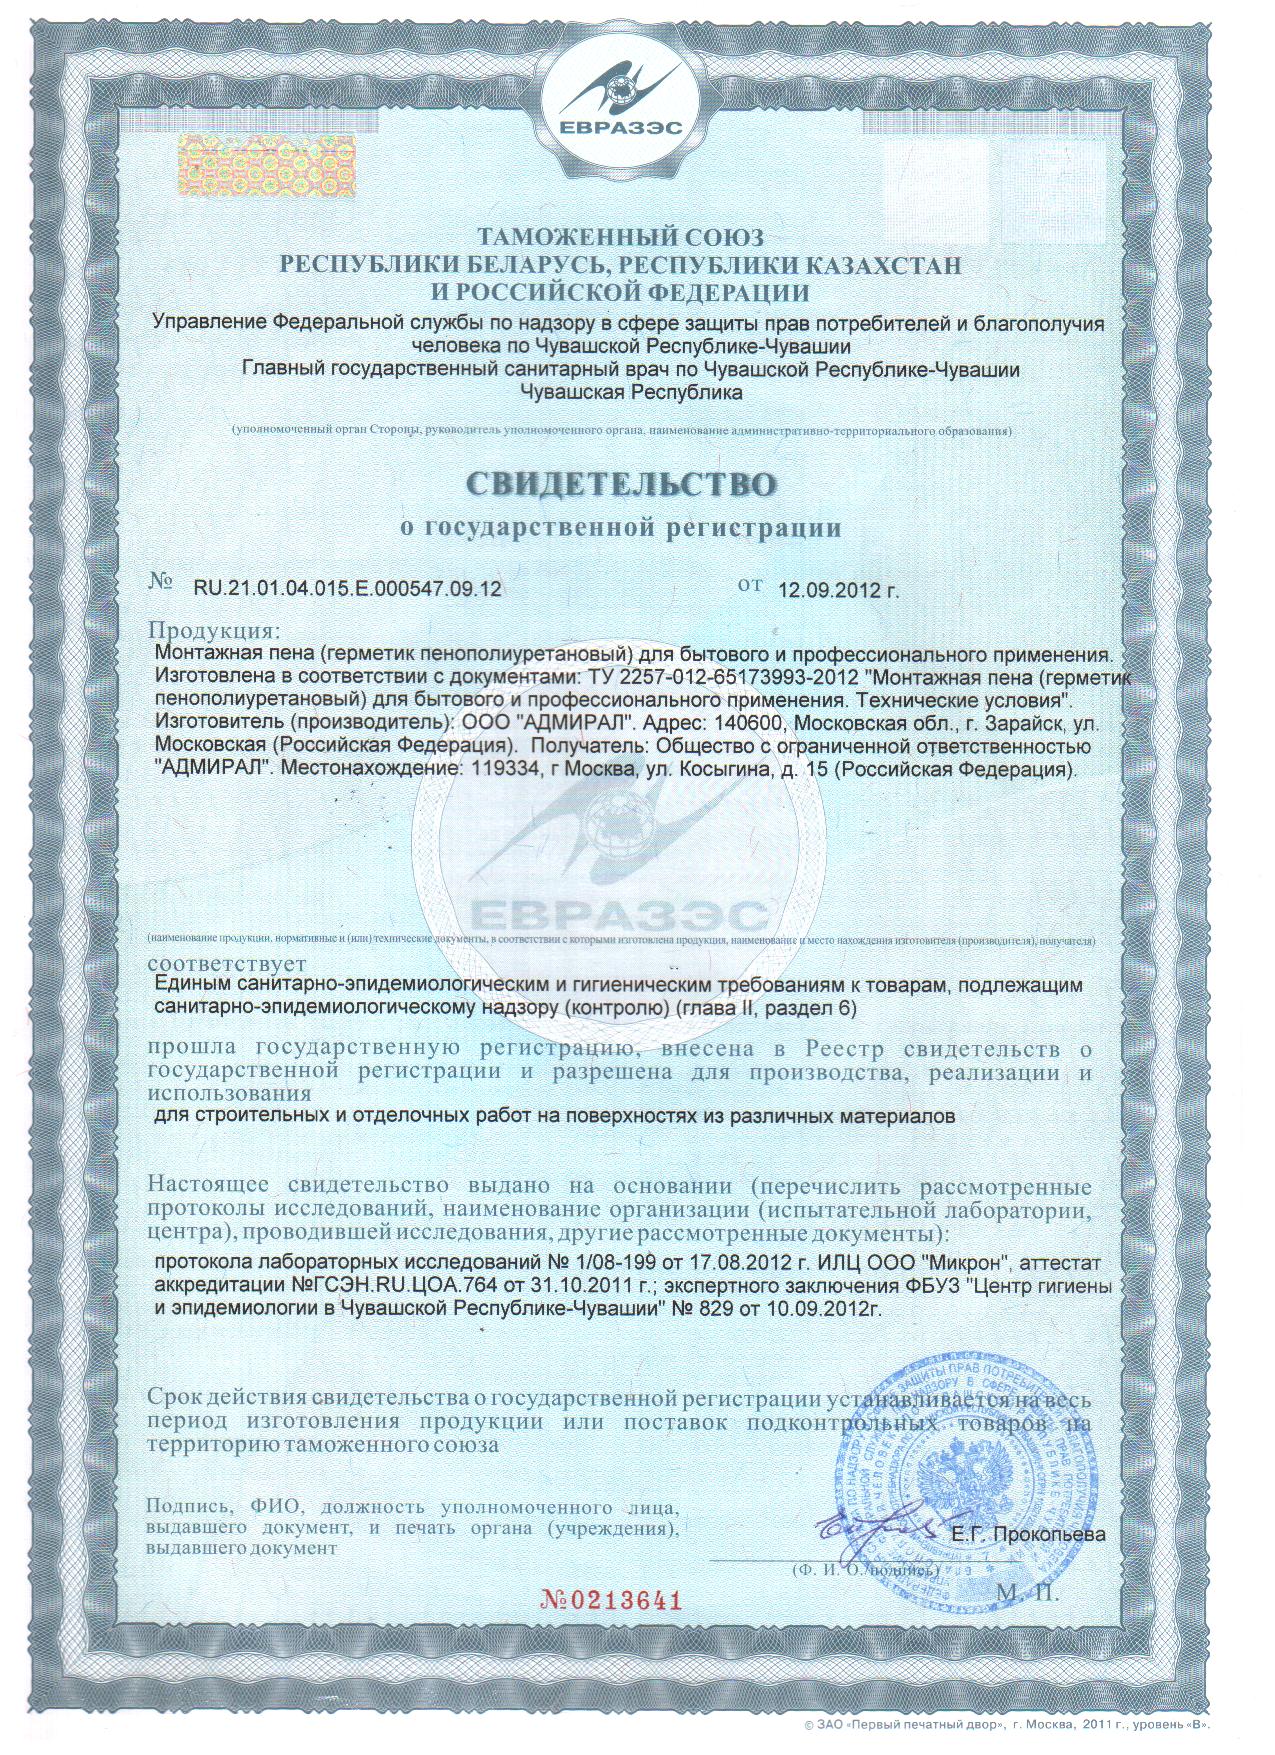 ЕВРАЗЭС
ТАМОЖЕННЫЙ СОЮЗ
РЕСПУБЛИКИ БЕЛАРУСЬ, РЕСПУБЛИКИ КАЗАХСТАН
И РОССИЙСКОЙ ФЕДЕРАЦИИ
Управление Федеральной службы по надзору в сфере защиты прав потребителей и благополучия
человека по Чувашской Республике-Чувашии
Главный государственный санитарный врач по Чувашской Республике-Чувашии
Чувашская Республика
(уполномоченный орган Стороны, руководитель уполномоченного органа, наименование административно-территориального образования)
СВИДЕТЕЛЬСТВО
о государственной регистрации
№ RU.21.01.04.015.Е.000547.09.12 от 12.09.2012 г.
Продукция:
Монтажная пена (герметик пенополиуретановый) для бытового и профессионального применения.
Изготовлена в соответствии с документами: ТУ 2257-012-65173993-2012 "Монтажная пена (герметик
пенополиуретановый) для бытового и профессионального применения. Технические условия".
Изготовитель (производитель): ООО "АДМИРАЛ". Адрес: 140600, Московская обл., г. Зарайск, ул.
Московская (Российская Федерация). Получатель: Общество с ограниченной ответственностью
"АДМИРАЛ". Местонахождение: 119334, г Москва, ул. Косыгина, д. 15 (Российская Федерация).
ЕВРАЗЭС
(наименование продукции, нормативные и (или) технические документы, в соответствии с которыми изготовлена продукция, наименование и место нахождения изготовителя (производителя), получателя)
соответствует
Единым санитарно-эпидемиологическим и гигиеническим требованиям к товарам, подлежащим
санитарно-эпидемиологическому надзору (контролю) (глава II, раздел 6)
прошла государственную регистрацию, внесена в Реестр свидетельств о
государственной регистрации и разрешена для производства, реализации и
использования
для строительных и отделочных работ на поверхностях из различных материалов
Настоящее свидетельство выдано на основании (перечислить рассмотренные
протоколы исследований, наименование организации (испытательной лаборатории,
центра), проводившей исследования, другие рассмотренные документы):
протокола лабораторных исследований № 1/08-199 от 17.08.2012 г. ИЛЦ ООО "Микрон", аттестат
аккредитации №ГСЭН.RU.ЦОА.764 от 31.10.2011 г.; экспертного заключения ФБУЗ "Центр гигиены
и эпидемиологии в Чувашской Республике-Чувашии" № 829 от 10.09.2012г.
Срок действия свидетельства о государственной регистрации устанавливается на весь
период изготовления продукции или поставок подконтрольных товаров на
территорию таможенного союза
Подпись, ФИО, должность уполномоченного лица,
выдавшего документ, и печать органа (учреждения),
выдавшего документ
Е.Г. Прокопьева
(Ф. И. О./подпись)
М. П.
№0213641
© ЗАО «Первый печатный двор», г. Москва, 2011 г., уровень «В».